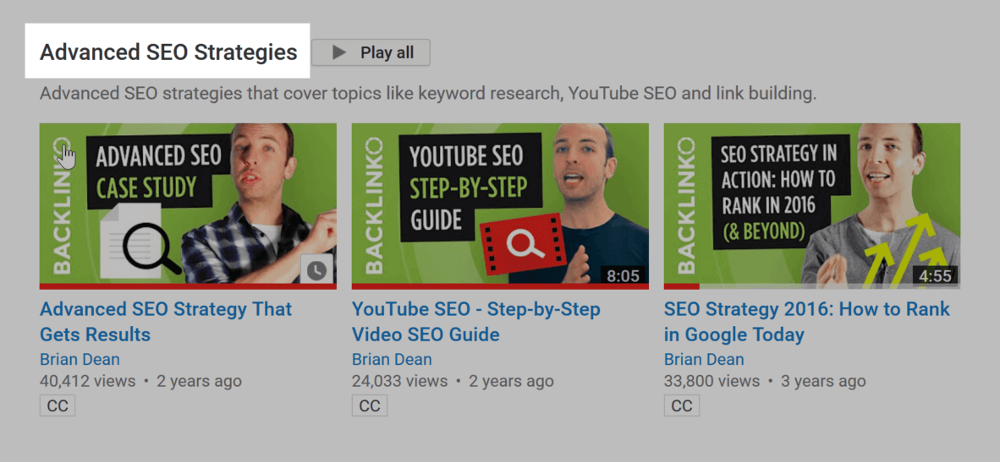 Advanced SEO Strategies
Play all
Advanced SEO strategies that cover topics like keyword research, YouTube SEO and link building.
BACKLINKO
ADVANCED SEO
CASE STUDY
Advanced SEO Strategy That
Gets Results
Brian Dean
40,412 views • 2 years ago
CC
BACKLINKO
YOUTUBE SEO
STEP-BY-STEP
GUIDE
8:05
YouTube SEO - Step-by-Step
Video SEO Guide
Brian Dean
24,033 views • 2 years ago
CC
BACKLINKO
SEO STRATEGY IN
ACTION: HOW TO
RANK IN 2016
(& BEYOND)
4:55
SEO Strategy 2016: How to Rank
in Google Today
Brian Dean
33,800 views • 3 years ago
CC